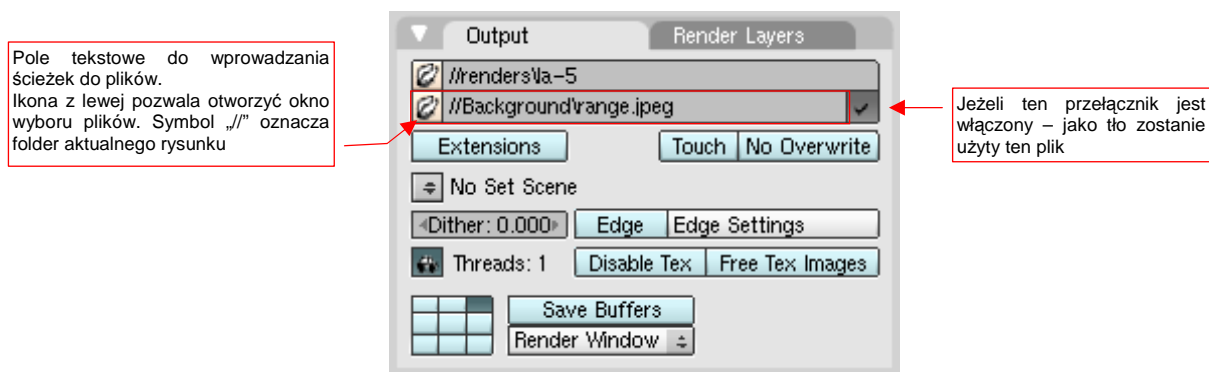 Pole tekstowe do wprowadzania
ścieżek do plików.
Ikona z lewej pozwala otworzyć okno
wyboru plików. Symbol „//” oznacza
folder aktualnego rysunku
Output Render Layers
//renders\la-5
//Background\range.jpeg
Extensions Touch No Overwrite
No Set Scene
Dither: 0.000 Edge Edge Settings
Threads: 1 Disable Tex Free Tex Images
Save Buffers
Render Window
Jeżeli ten przełącznik jest
włączony – jako tło zostanie
użyty ten plik